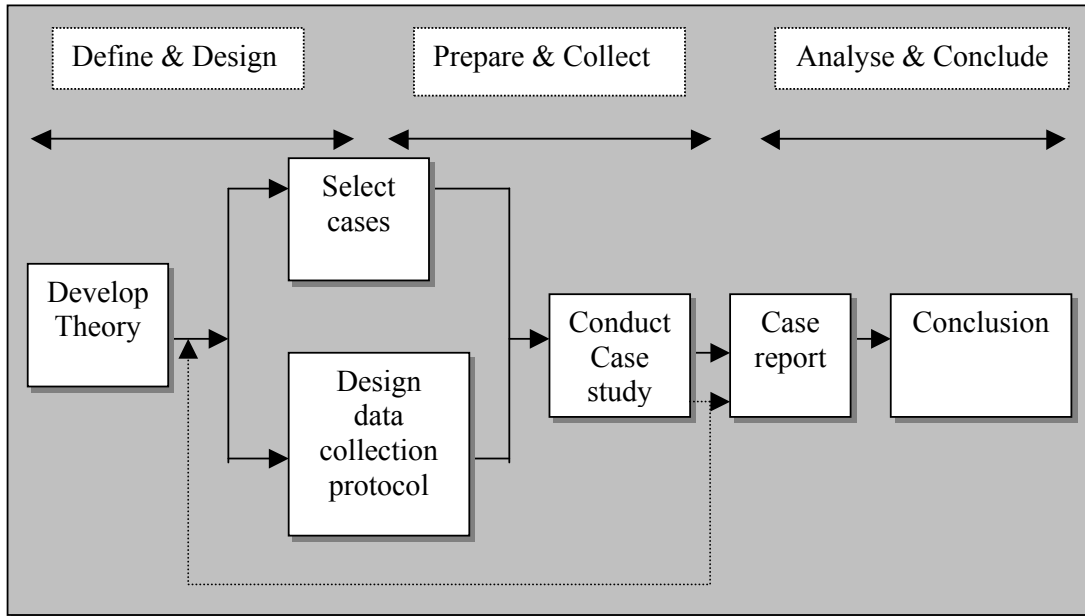 Define & Design
Prepare & Collect
Analyse & Conclude
Select
cases
Develop
Theory
Design
data
collection
protocol
Conduct
Case
study
Case
report
Conclusion